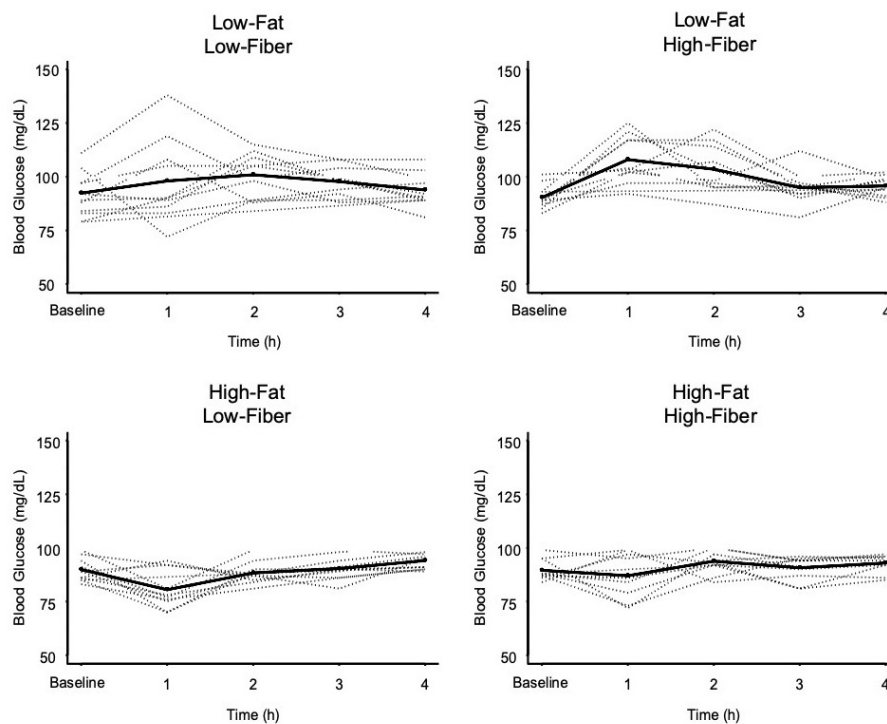 Low-Fat
Low-Fiber
150
125
100
75
50
Blood Glucose (mg/dL)
Baseline 1 2 3 4
Time (h)
Low-Fat
High-Fiber
150
125
100
75
50
Blood Glucose (mg/dL)
Baseline 1 2 3 4
Time (h)
High-Fat
Low-Fiber
150
125
100
75
50
Blood Glucose (mg/dL)
Baseline 1 2 3 4
Time (h)
High-Fat
High-Fiber
150
125
100
75
50
Blood Glucose (mg/dL)
Baseline 1 2 3 4
Time (h)